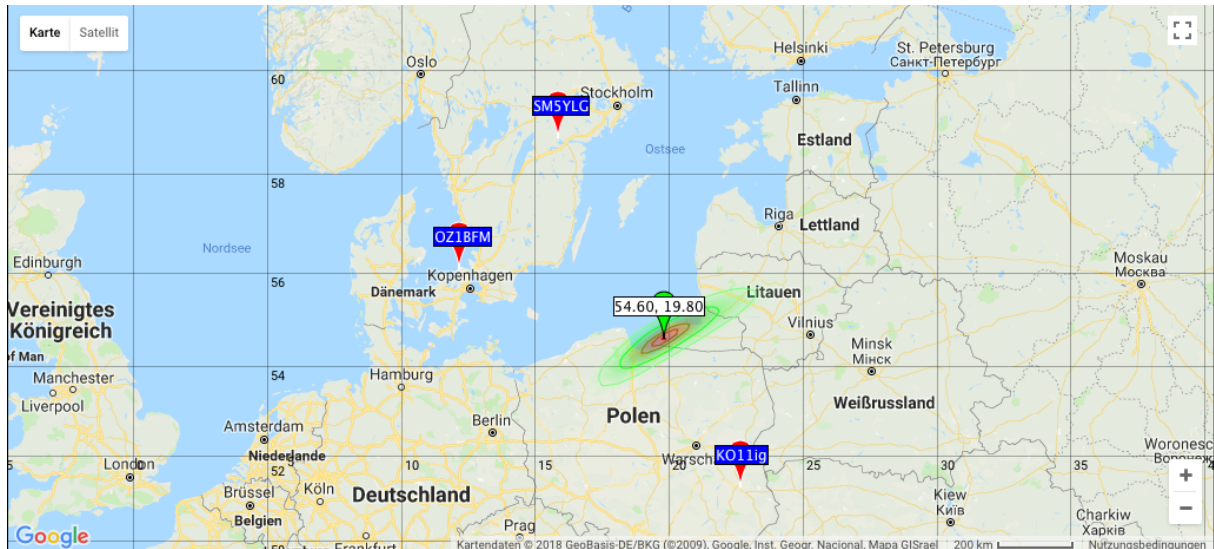 Karte Satellit
Oslo
Helsinki
St. Petersburg
Санкт-Петербург
60
Stockholm
Tallinn
SM5YLG
Ostsee
Estland
58
Riga
Lettland
Nordsee
OZ1BFM
Edinburgh
56
Kopenhagen
Moskau
Москва
Dänemark
Litauen
54.60, 19.80
Vereinigtes
Königreich
Vilnius
of Man
Minsk
Мінск
54
Manchester
Hamburg
Liverpool
Polen
Weißrussland
Berlin
Amsterdam
Warsch
KO11ig
Woronesc
Niederlande
London
0
10
15
20
25
30
35
52
Brüssel
Köln
Deutschland
Kiew
Київ
Belgien
Prag
Charkiw
Харків
Frankfurt
Google
Kartendaten © 2018 GeoBasis-DE/BKG (©2009), Google, Inst. Geogr. Nacional, Mapa GISrael 200 km Nutzungsbedingungen